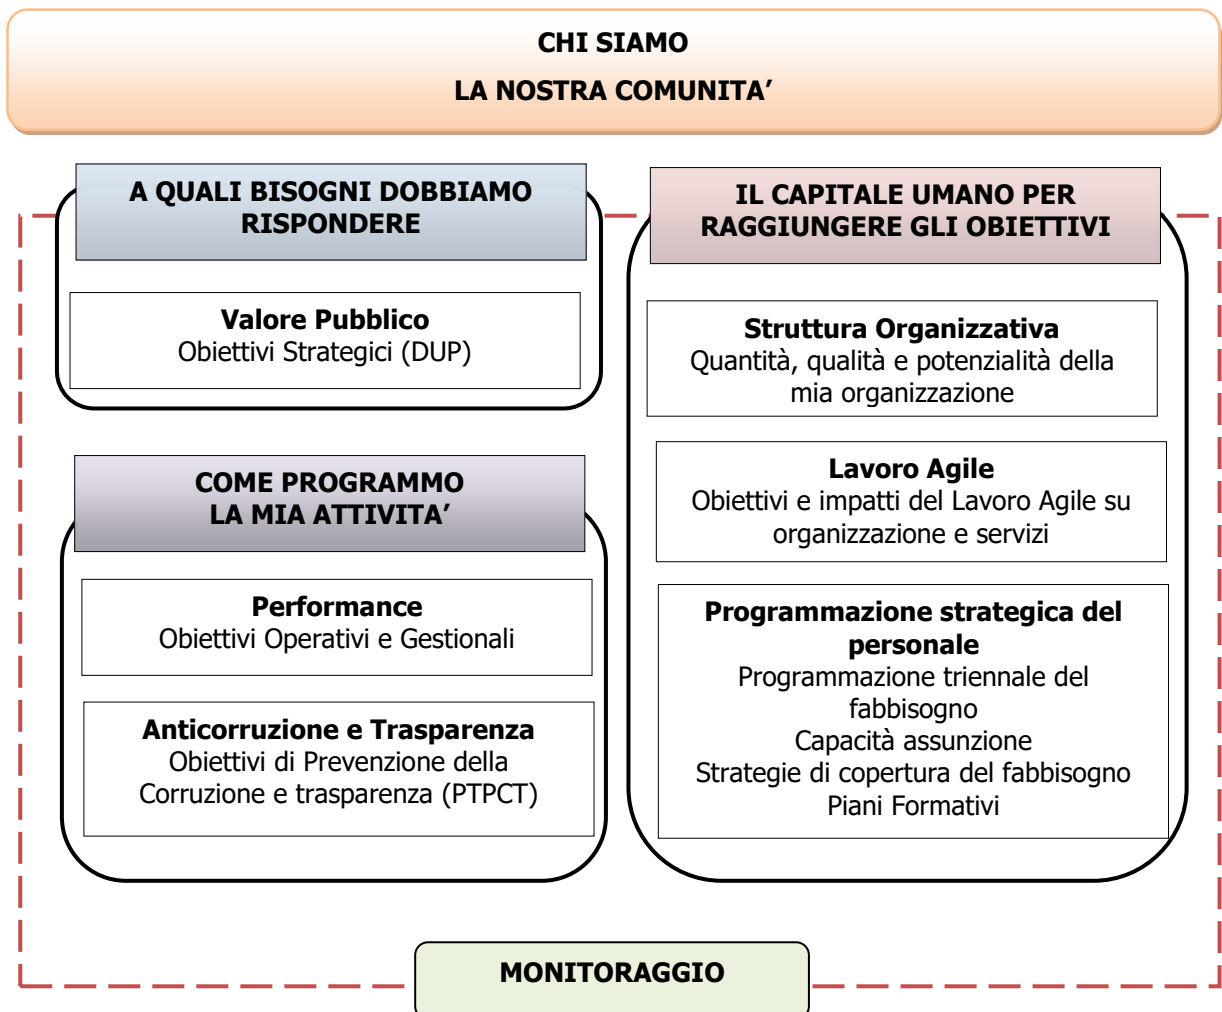 CHI SIAMO
LA NOSTRA COMUNITA’
A QUALI BISOGNI DOBBIAMO
RISPONDERE
Valore Pubblico
Obiettivi Strategici (DUP)
COME PROGRAMMO
LA MIA ATTIVITA’
Performance
Obiettivi Operativi e Gestionali
Anticorruzione e Trasparenza
Obiettivi di Prevenzione della
Corruzione e trasparenza (PTPCT)
IL CAPITALE UMANO PER
RAGGIUNGERE GLI OBIETTIVI
Struttura Organizzativa
Quantità, qualità e potenzialità della
mia organizzazione
Lavoro Agile
Obiettivi e impatti del Lavoro Agile su
organizzazione e servizi
Programmazione strategica del
personale
Programmazione triennale del
fabbisogno
Capacità assunzione
Strategie di copertura del fabbisogno
Piani Formativi
MONITORAGGIO